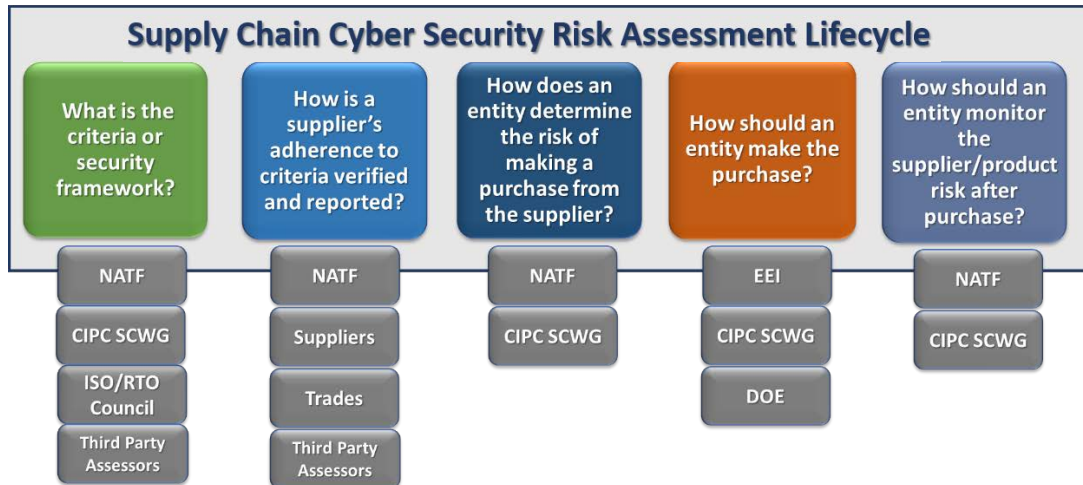 Supply Chain Cyber Security Risk Assessment Lifecycle
What is the
criteria or
security
framework?
How is a
supplier's
adherence to
criteria verified
and reported?
How does an
entity determine
the risk of
making a
purchase from
the supplier?
How should an
entity make the
purchase?
How should an
entity monitor
the
supplier/product
risk after
purchase?
NATF
CIPC SCWG
ISO/RTO
Council
Third Party
Assessors
NATF
Suppliers
Trades
Third Party
Assessors
NATF
CIPC SCWG
EEI
CIPC SCWG
DOE
NATF
CIPC SCWG